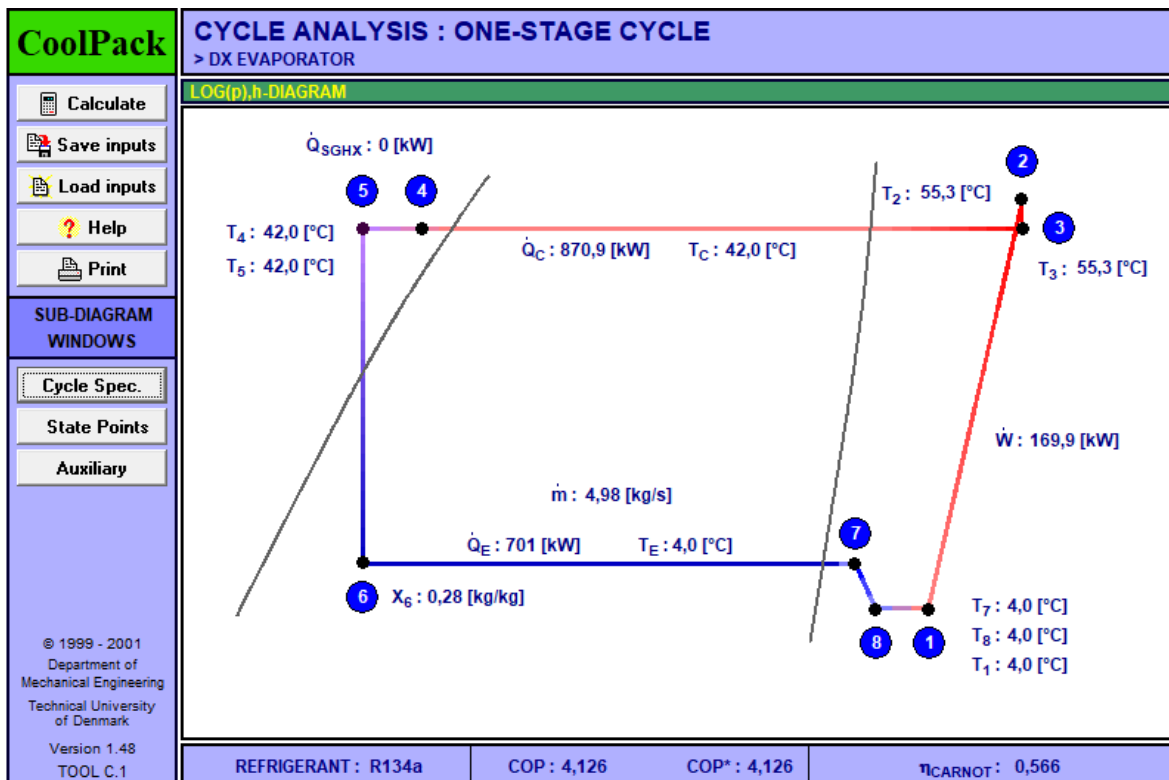 CoolPack
CYCLE ANALYSIS : ONE-STAGE CYCLE
> DX EVAPORATOR
Calculate
Save inputs
Load inputs
Help
Print
SUB-DIAGRAM
WINDOWS
Cycle Spec.
State Points
Auxiliary
© 1999 - 2001
Department of
Mechanical Engineering
Technical University
of Denmark
Version 1.48
TOOL C.1
LOG(p),h-DIAGRAM
Q̇SGHX : 0 [kW]
5
4
2
T2 : 55,3 [°C]
3
T4 : 42,0 [°C]
T5 : 42,0 [°C]
Q̇C : 870,9 [kW]
TC : 42,0 [°C]
T3 : 55,3 [°C]
Ẇ : 169,9 [kW]
ṁ : 4,98 [kg/s]
Q̇E : 701 [kW]
TE : 4,0 [°C]
7
6
X6 : 0,28 [kg/kg]
8
1
T7 : 4,0 [°C]
T8 : 4,0 [°C]
T1 : 4,0 [°C]
REFRIGERANT : R134a
COP : 4,126
COP* : 4,126
ηCARNOT : 0,566